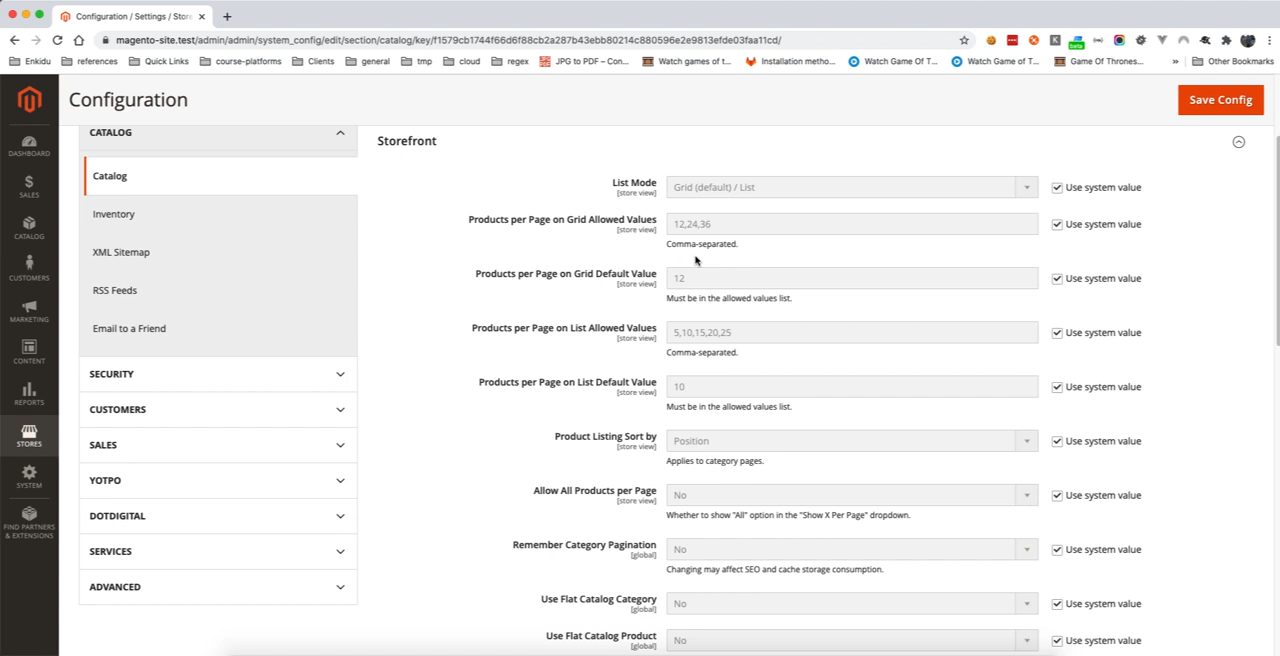 Configuration / Settings / Store
magento-site.test/admin/admin/system_config/edit/section/catalog/key/f1579cb1744f66d6f88cb2a287b43ebb80214c880596e2e9813efde03faa11cd/
Enkidu
references
Quick Links
course-platforms
Clients
general
tmp
cloud
regex
JPG to PDF – Con...
Watch games of t...
Installation metho...
Watch Game Of T...
Watch Game of T...
Game Of Thrones...
»
Other Bookmarks
beta
Configuration
Save Config
DASHBOARD
SALES
CATALOG
CUSTOMERS
MARKETING
CONTENT
REPORTS
STORES
SYSTEM
FIND PARTNERS
& EXTENSIONS
CATALOG
Catalog
Inventory
XML Sitemap
RSS Feeds
Email to a Friend
SECURITY
CUSTOMERS
SALES
YOTPO
DOTDIGITAL
SERVICES
ADVANCED
Storefront
List Mode
[store view]
Grid (default) / List
Use system value
Products per Page on Grid Allowed Values
[store view]
12,24,36
Use system value
Comma-separated.
Products per Page on Grid Default Value
[store view]
12
Use system value
Must be in the allowed values list.
Products per Page on List Allowed Values
[store view]
5,10,15,20,25
Use system value
Comma-separated.
Products per Page on List Default Value
[store view]
10
Use system value
Must be in the allowed values list.
Product Listing Sort by
[store view]
Position
Use system value
Applies to category pages.
Allow All Products per Page
[store view]
No
Use system value
Whether to show "All" option in the "Show X Per Page" dropdown.
Remember Category Pagination
[global]
No
Use system value
Changing may affect SEO and cache storage consumption.
Use Flat Catalog Category
[global]
No
Use system value
Use Flat Catalog Product
[global]
No
Use system value